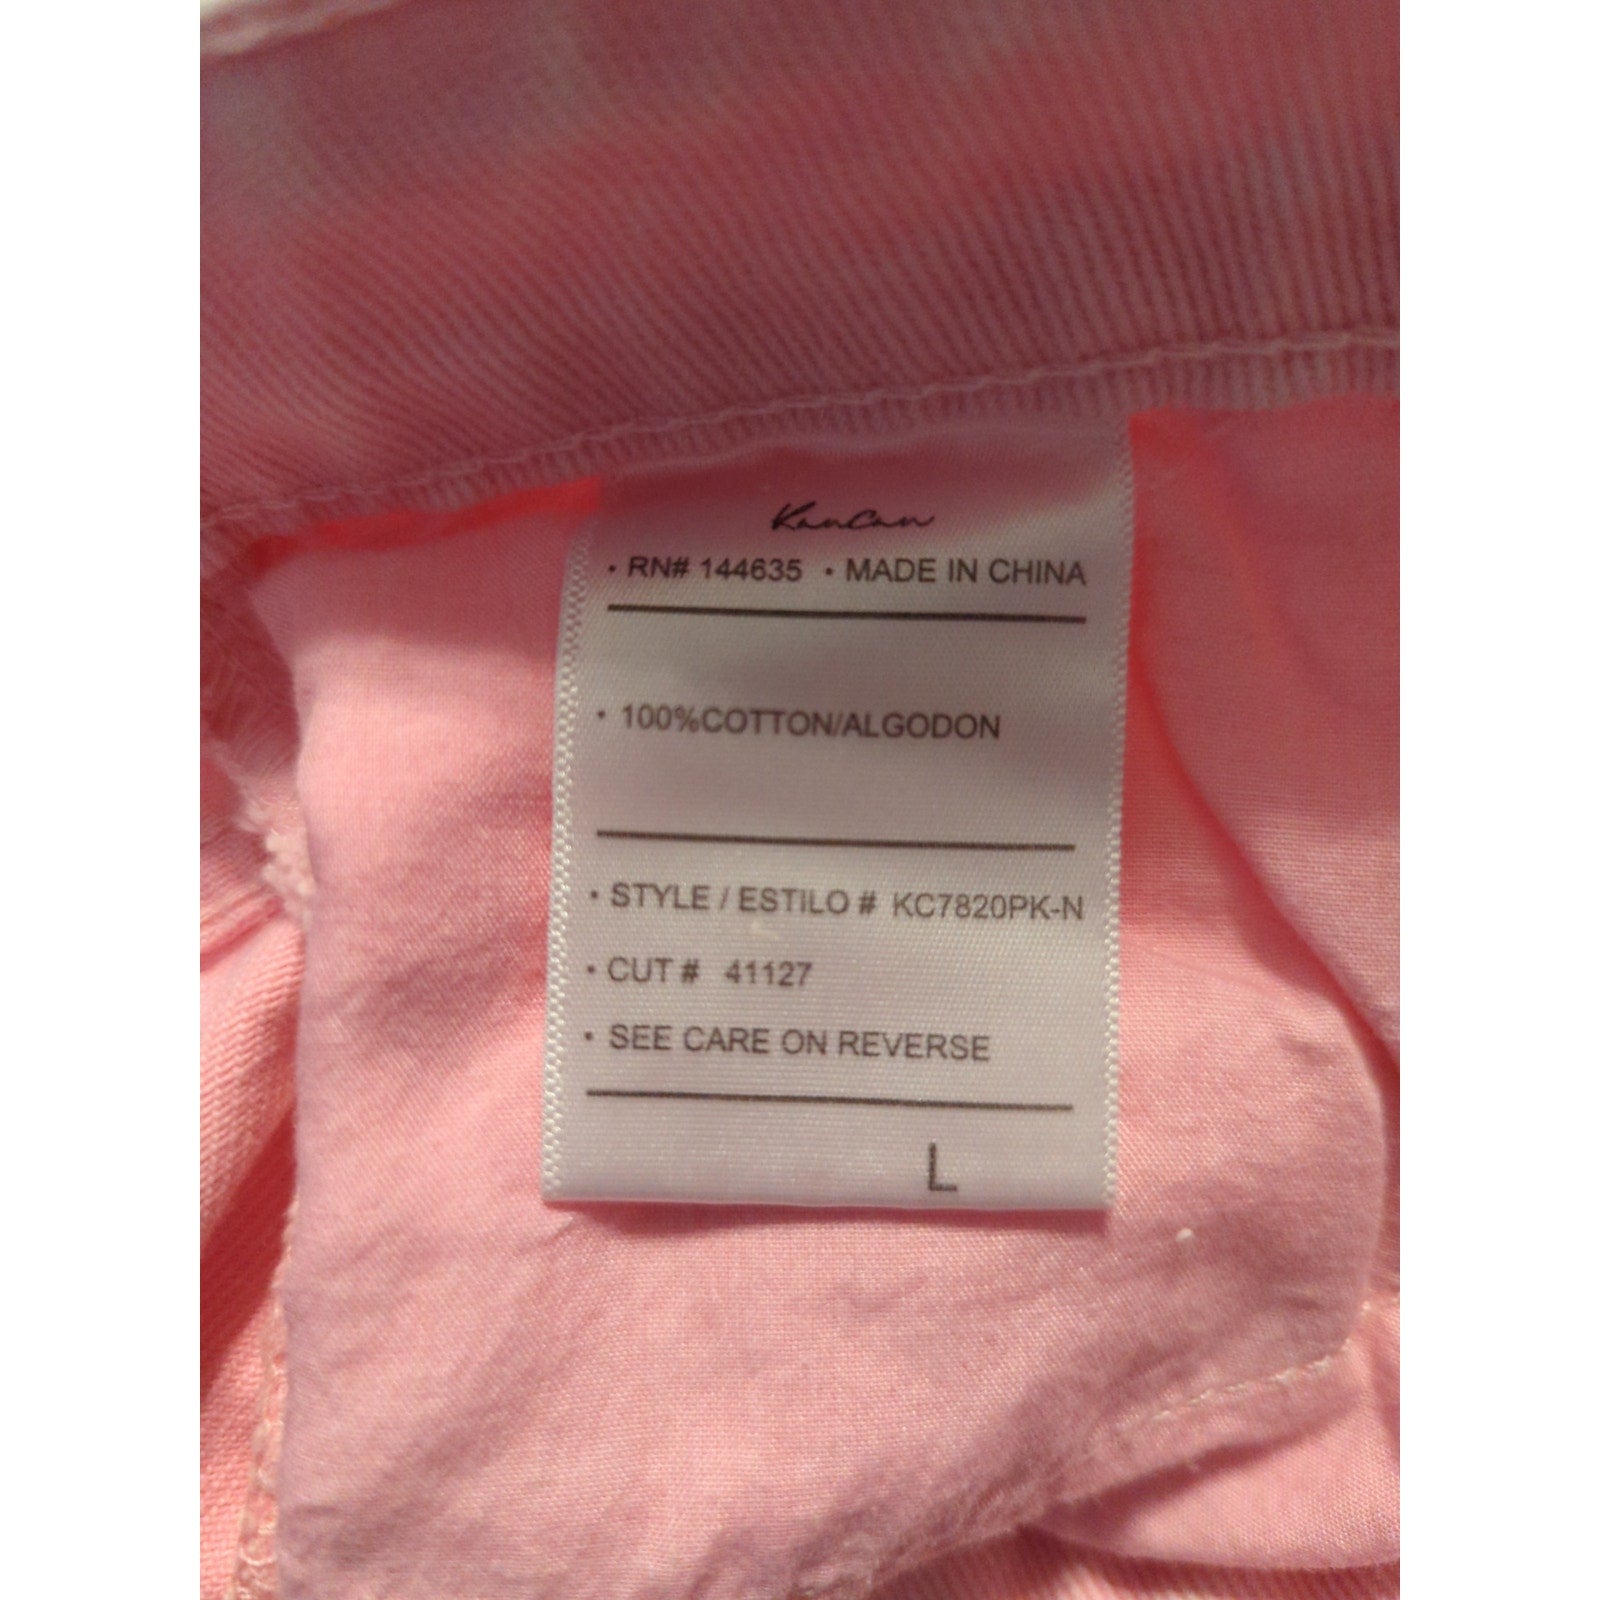 KanCan
• RN# 144635 • MADE IN CHINA
• 100%COTTON/ALGODON
• STYLE / ESTILO # KC7820PK-N
• CUT # 41127
• SEE CARE ON REVERSE
L